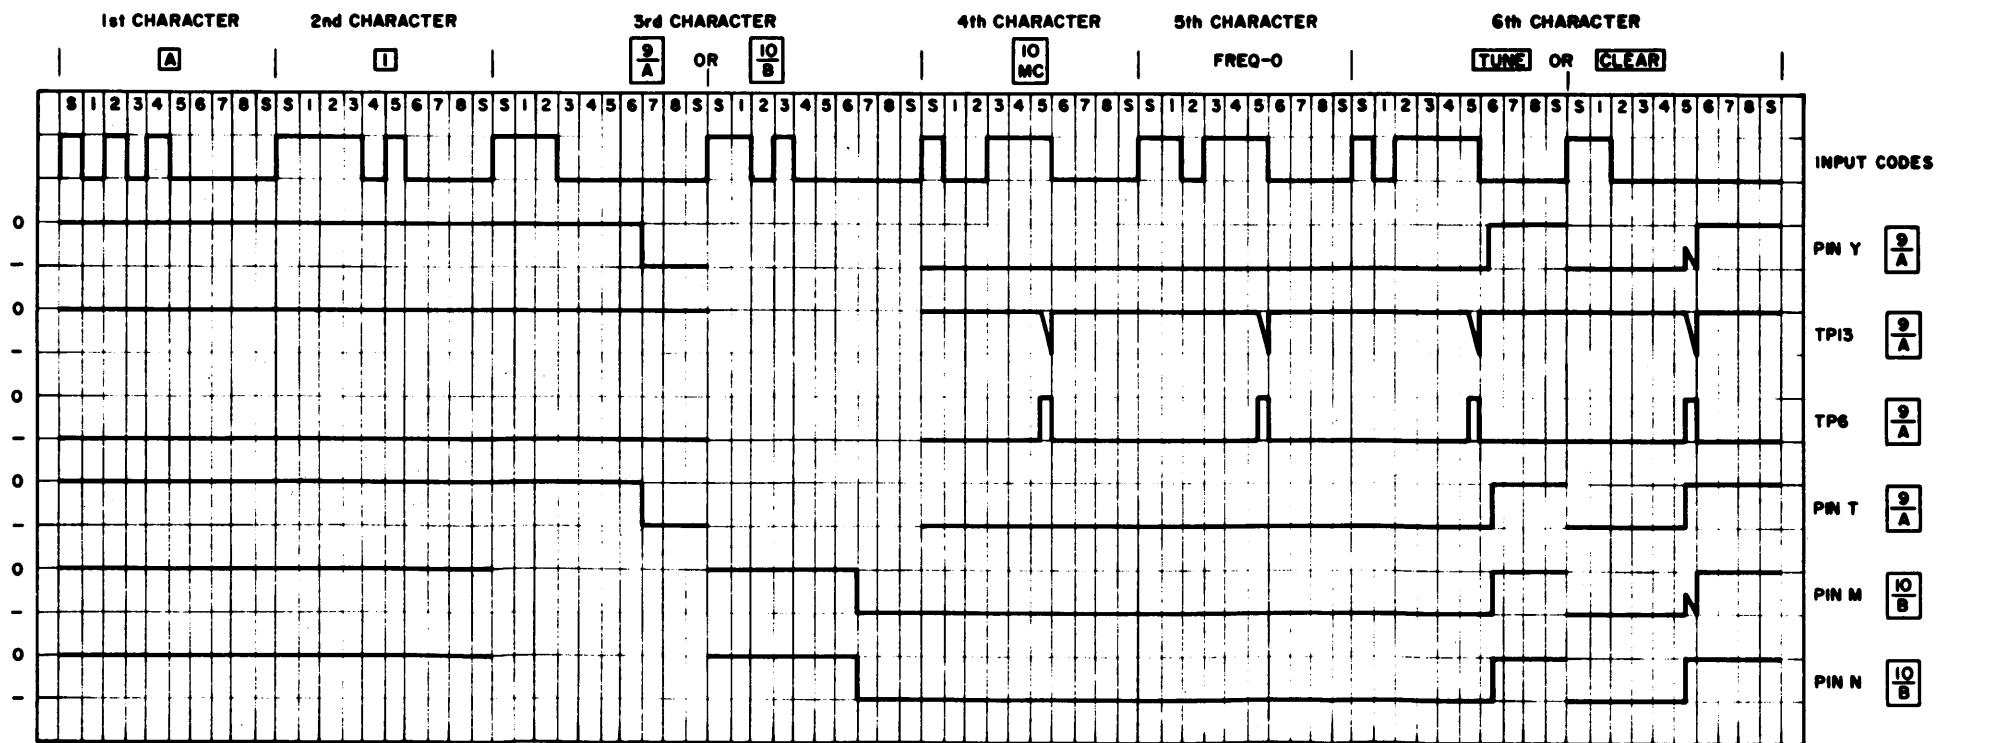 1st CHARACTER 2nd CHARACTER 3rd CHARACTER 4th CHARACTER 5th CHARACTER 6th CHARACTER
A 1 9/A OR 10/B 10 MC FREQ-0 TUNE OR CLEAR
S 1 2 3 4 5 6 7 8 S S 1 2 3 4 5 6 7 8 S S 1 2 3 4 5 6 7 8 S S 1 2 3 4 5 6 7 8 S S 1 2 3 4 5 6 7 8 S S 1 2 3 4 5 6 7 8 S S 1 2 3 4 5 6 7 8 S S 1 2 3 4 5 6 7 8 S
INPUT CODES
0
PIN Y 9/A
-
0
TP13 9/A
-
0
TP6 9/A
-
0
PIN T 9/A
-
0
PIN M 10/B
-
0
PIN N 10/B
-